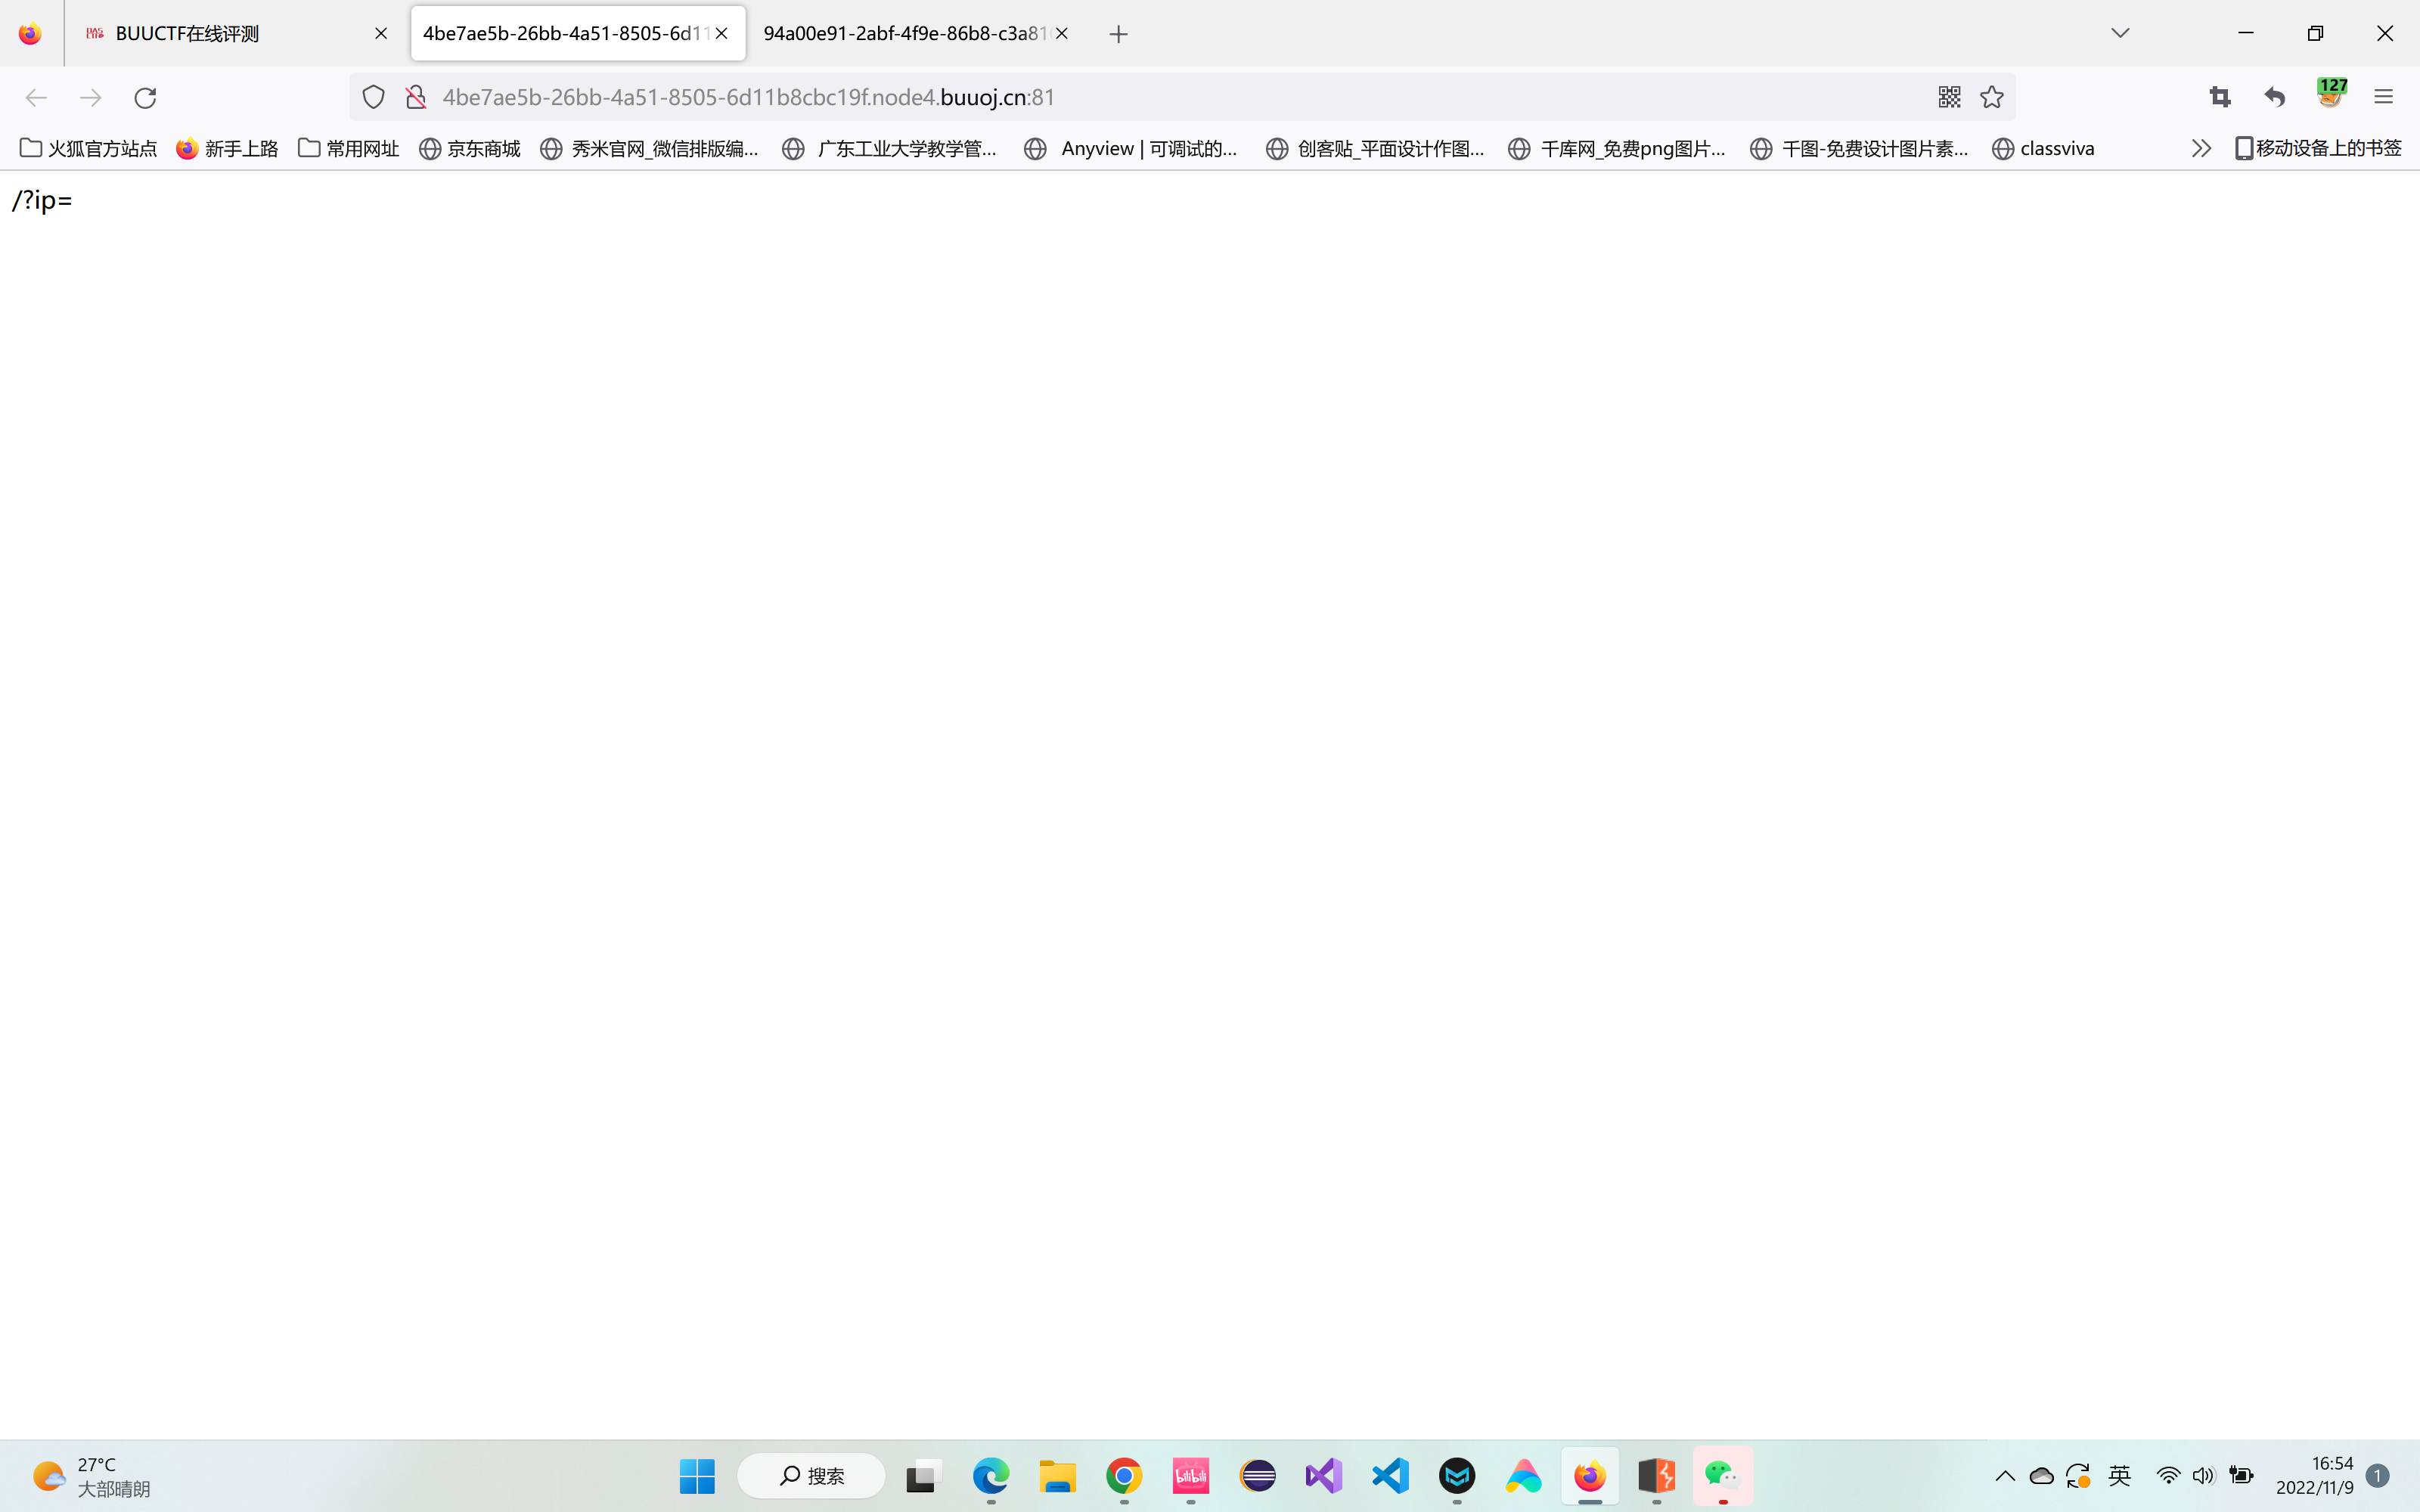 BUUCTF在线评测
4be7ae5b-26bb-4a51-8505-6d11
94a00e91-2abf-4f9e-86b8-c3a81
4be7ae5b-26bb-4a51-8505-6d11b8cbc19f.node4.buuoj.cn:81
127
火狐官方站点
新手上路
常用网址
京东商城
秀米官网_微信排版编...
广东工业大学教学管...
Anyview | 可调试的...
创客贴_平面设计作图...
千库网_免费png图片...
千图-免费设计图片素...
classviva
移动设备上的书签
/?ip=
27°C
大部晴朗
搜索
bilibili
英
16:54
2022/11/9
1